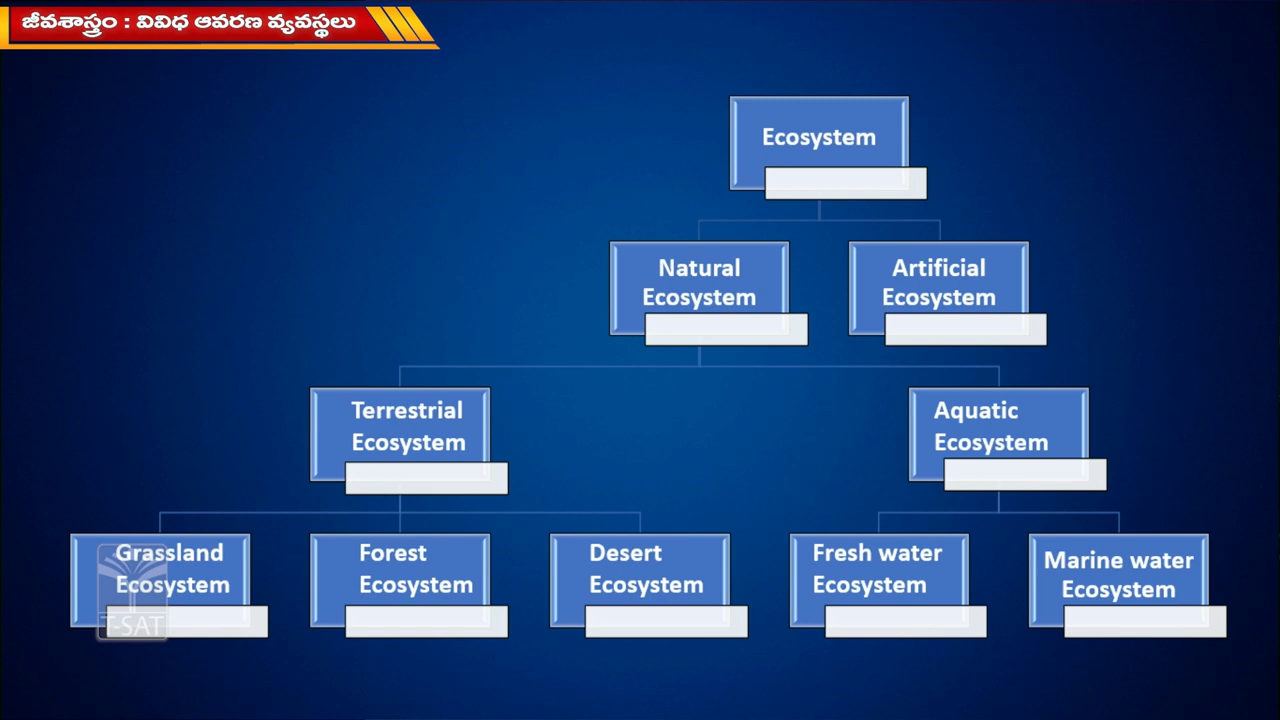 జీవశాస్త్రం : వివిధ ఆవరణ వ్యవస్థలు
Ecosystem
Natural
Ecosystem
Artificial
Ecosystem
Terrestrial
Ecosystem
Aquatic
Ecosystem
Grassland
Ecosystem
Forest
Ecosystem
Desert
Ecosystem
Fresh water
Ecosystem
Marine water
Ecosystem
T-SAT